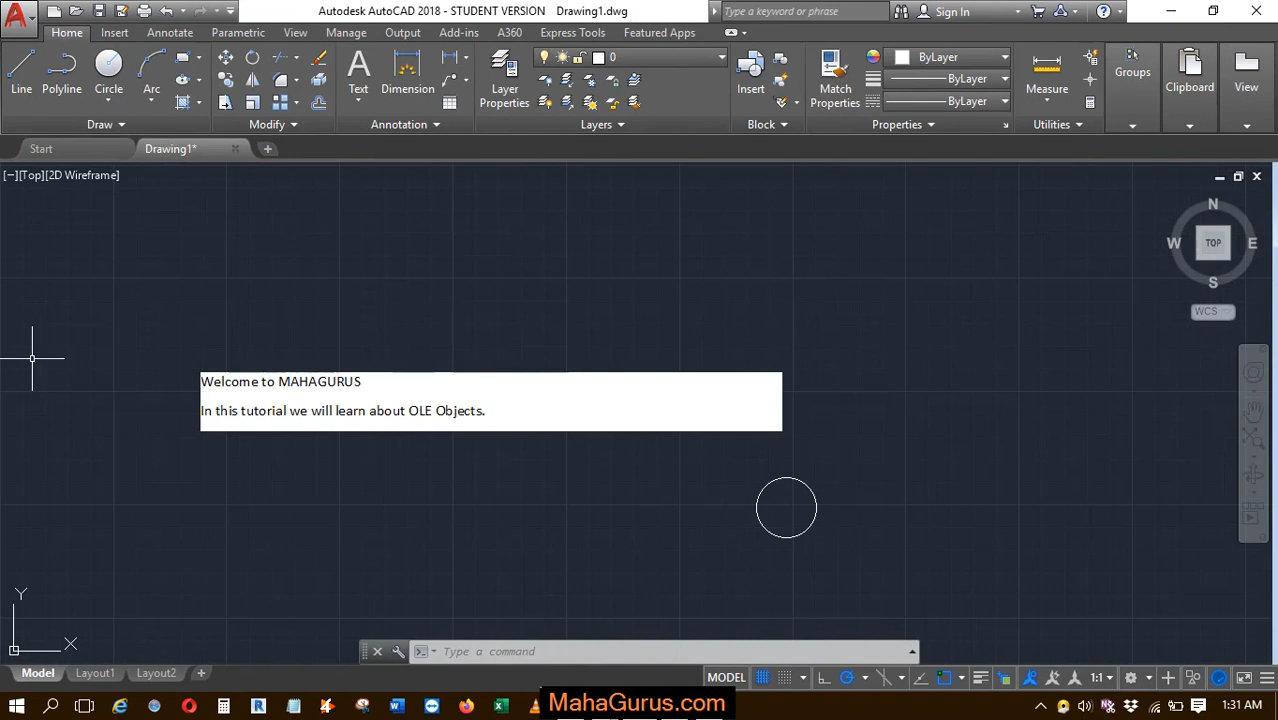 Autodesk AutoCAD 2018 - STUDENT VERSION Drawing1.dwg
Type a keyword or phrase
Sign In
Home Insert Annotate Parametric View Manage Output Add-ins A360 Express Tools Featured Apps
Line Polyline Circle Arc
Text Dimension
Layer Properties
0
Insert
Match Properties
ByLayer
ByLayer
ByLayer
Measure
Groups
Clipboard
View
Draw Modify Annotation Layers Block Properties Utilities
Start Drawing1*
[−][Top][2D Wireframe]
N
W TOP E
S
WCS
Welcome to MAHAGURUS
In this tutorial we will learn about OLE Objects.
Y
X
Type a command
Model Layout1 Layout2
MODEL 1:1
MahaGurus.com
1:31 AM